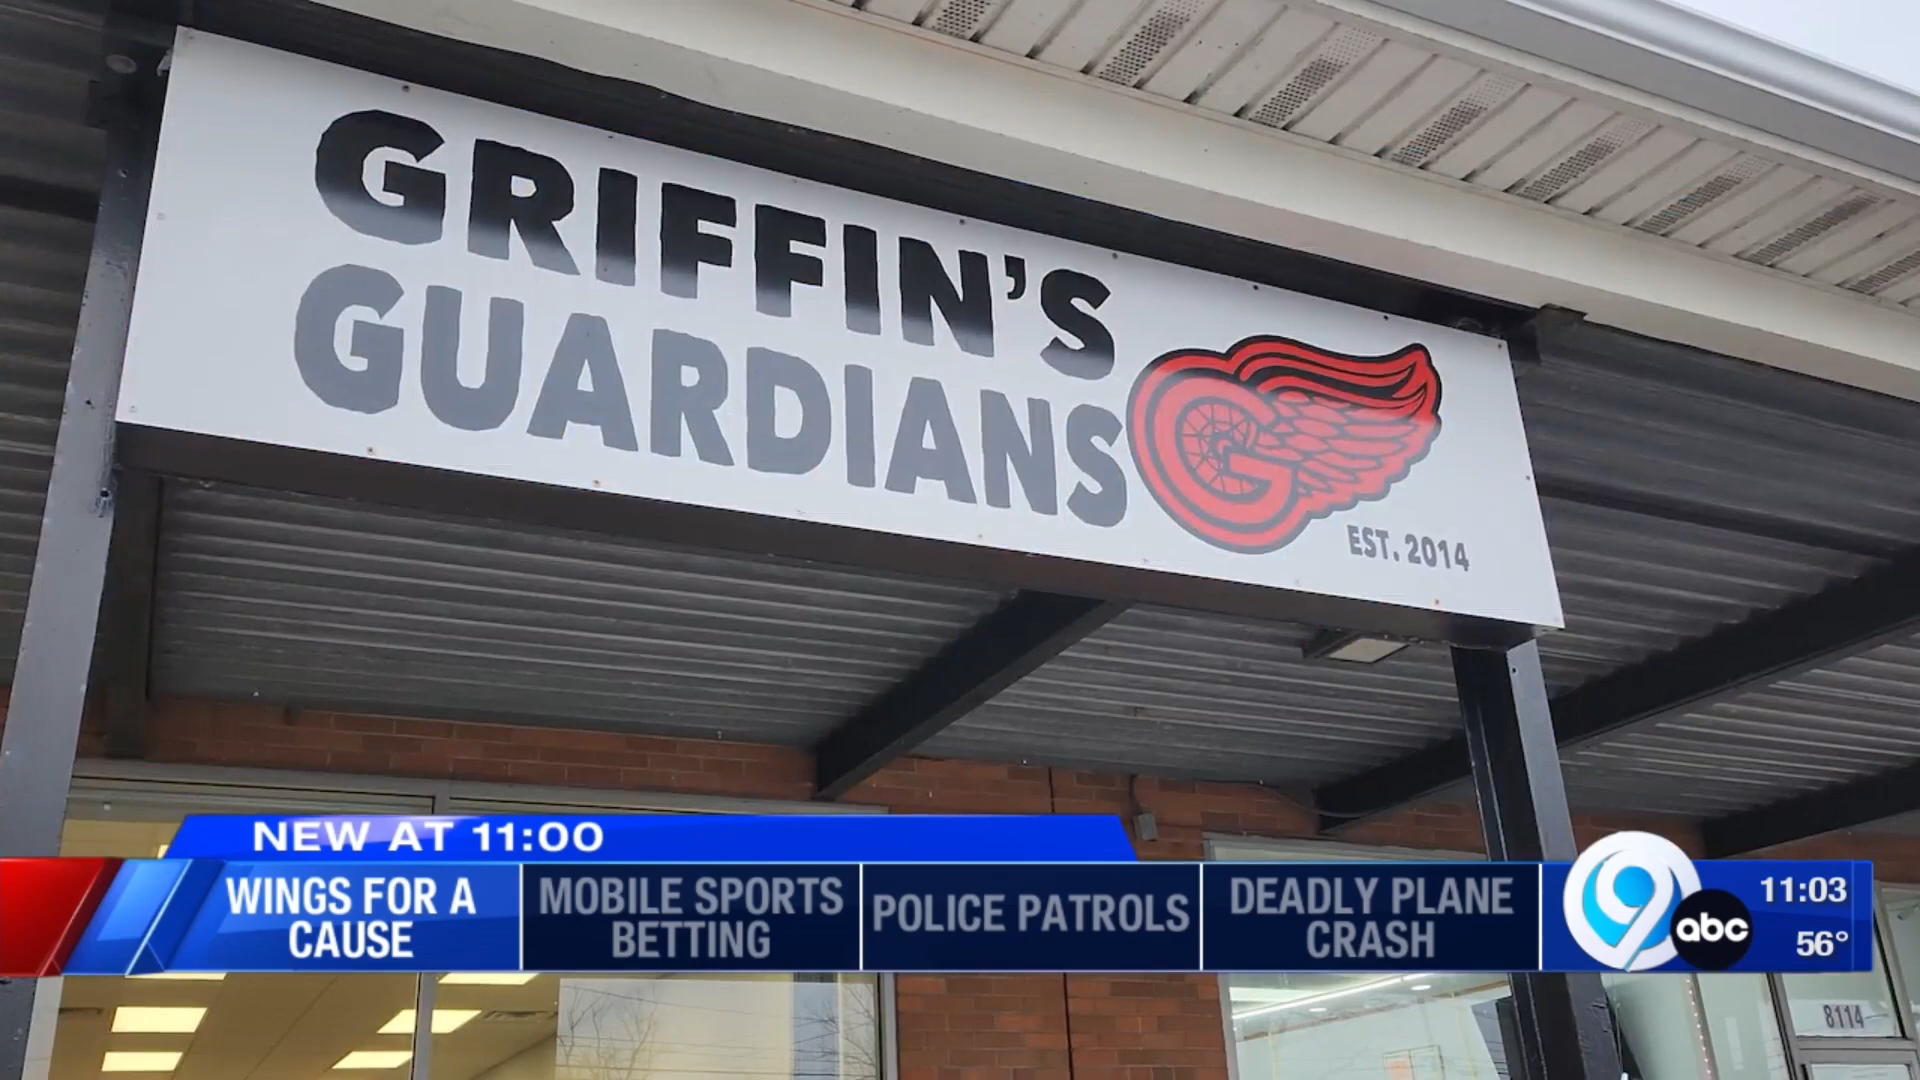 GRIFFIN'S
GUARDIANS
G
EST. 2014
NEW AT 11:00
WINGS FOR A
CAUSE
MOBILE SPORTS
BETTING
POLICE PATROLS
DEADLY PLANE
CRASH
9
abc
11:03
56°
8114